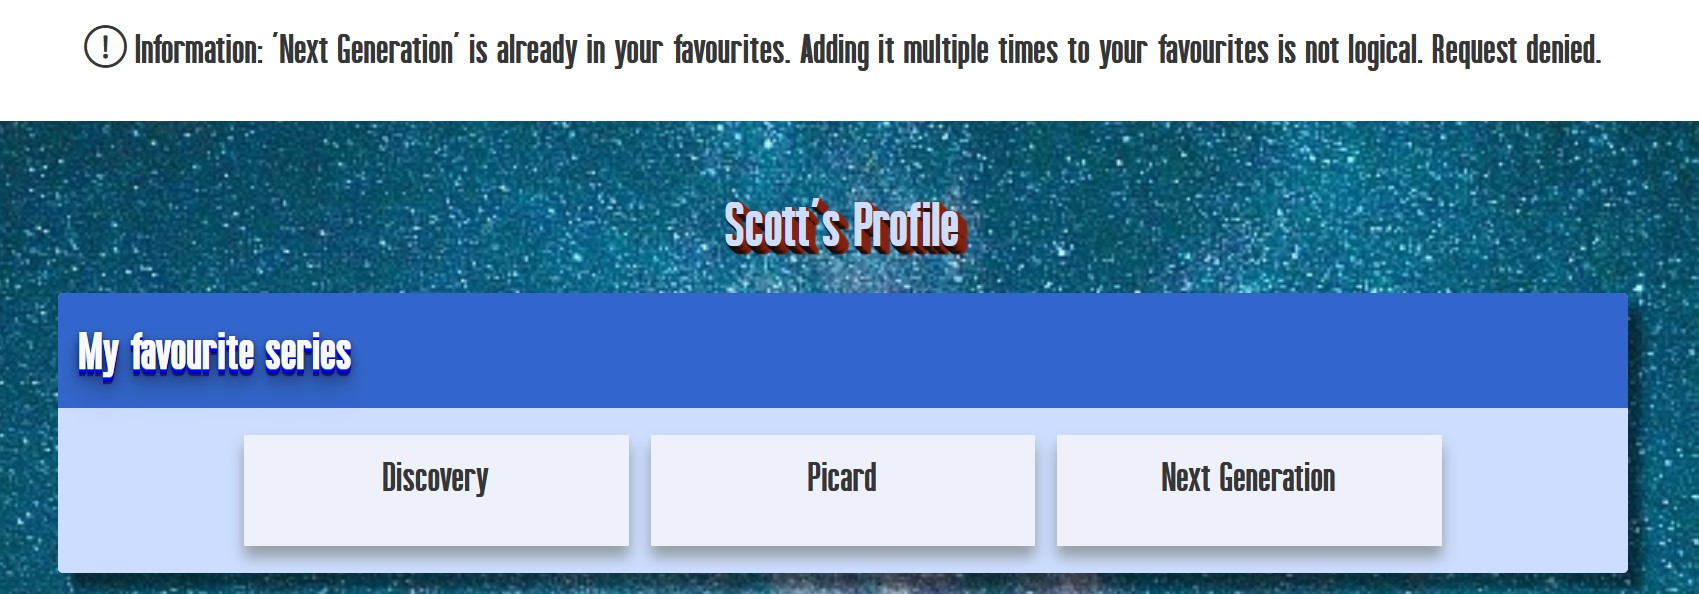 Information: 'Next Generation' is already in your favourites. Adding it multiple times to your favourites is not logical. Request denied.
Scott's Profile
My favourite series
Discovery
Picard
Next Generation